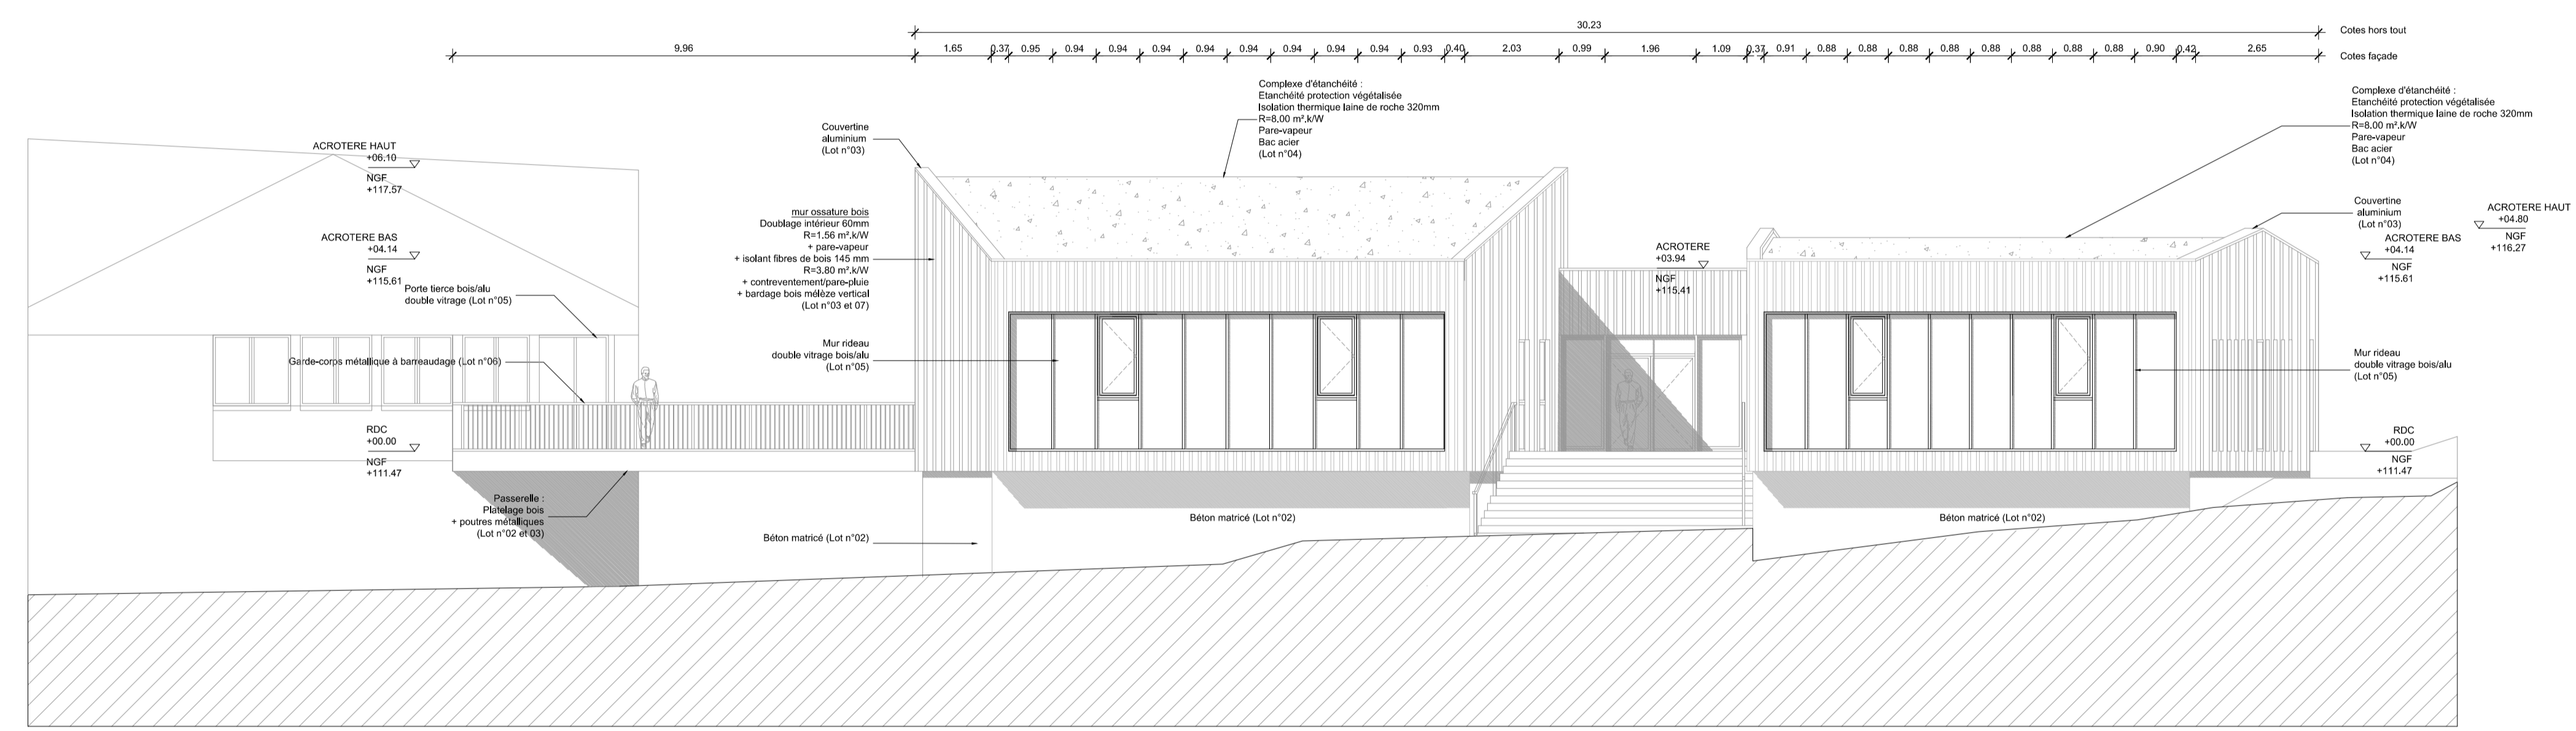 30.23
Cotes hors tout
9.96 1.65 0.37 0.95 0.94 0.94 0.94 0.94 0.94 0.94 0.94 0.94 0.93 0.40 2.03 0.99 1.96 1.09 0.37 0.91 0.88 0.88 0.88 0.88 0.88 0.88 0.88 0.88 0.90 0.42 2.65
Cotes façade
ACROTERE HAUT
+06.10
NGF
+117.57
ACROTERE BAS
+04.14
NGF
+115.61
Porte tierce bois/alu
double vitrage (Lot n°05)
Garde-corps métallique à barreaudage (Lot n°06)
RDC
+00.00
NGF
+111.47
Passerelle :
Platelage bois
+ poutres métalliques
(Lot n°02 et 03)
Couvertine
aluminium
(Lot n°03)
mur ossature bois
Doublage intérieur 60mm
R=1.56 m².k/W
+ pare-vapeur
+ isolant fibres de bois 145 mm
R=3.80 m².k/W
+ contreventement/pare-pluie
+ bardage bois mélèze vertical
(Lot n°03 et 07)
Mur rideau
double vitrage bois/alu
(Lot n°05)
Béton matricé (Lot n°02)
Complexe d'étanchéité :
Etanchéité protection végétalisée
Isolation thermique laine de roche 320mm
R=8.00 m².k/W
Pare-vapeur
Bac acier
(Lot n°04)
Béton matricé (Lot n°02)
ACROTERE
+03.94
NGF
+115.41
Béton matricé (Lot n°02)
Complexe d'étanchéité :
Etanchéité protection végétalisée
Isolation thermique laine de roche 320mm
R=8.00 m².k/W
Pare-vapeur
Bac acier
(Lot n°04)
Couvertine
aluminium
(Lot n°03)
ACROTERE HAUT
+04.80
NGF
+116.27
ACROTERE BAS
+04.14
NGF
+115.61
Mur rideau
double vitrage bois/alu
(Lot n°05)
RDC
+00.00
NGF
+111.47